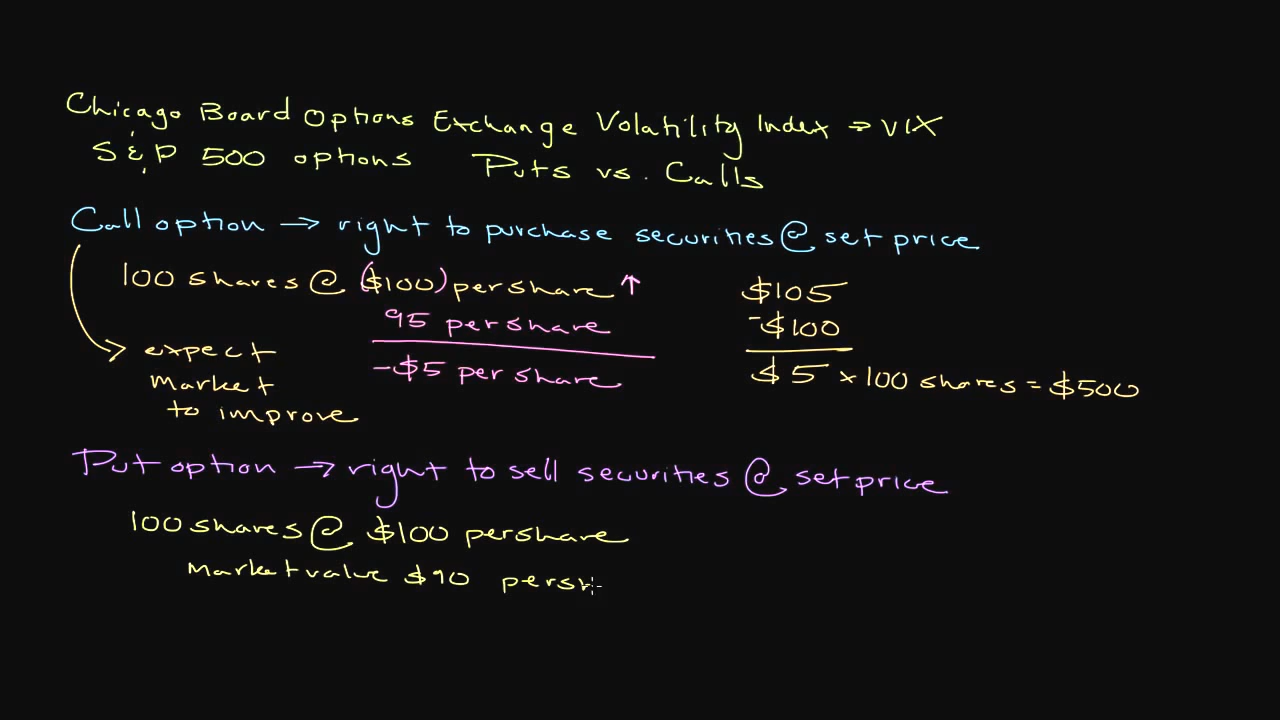 Chicago Board Options Exchange Volatility Index → VIX
S & P 500 options Puts vs. Calls
Call option → right to purchase securities @ set price
100 shares @ ($100) per share ↑
95 per share
-$5 per share
$105
-$100
$5 × 100 shares = $500
expect
market
to improve
Put option → right to sell securities @ set price
100 shares @ $100 per share
Market value $90